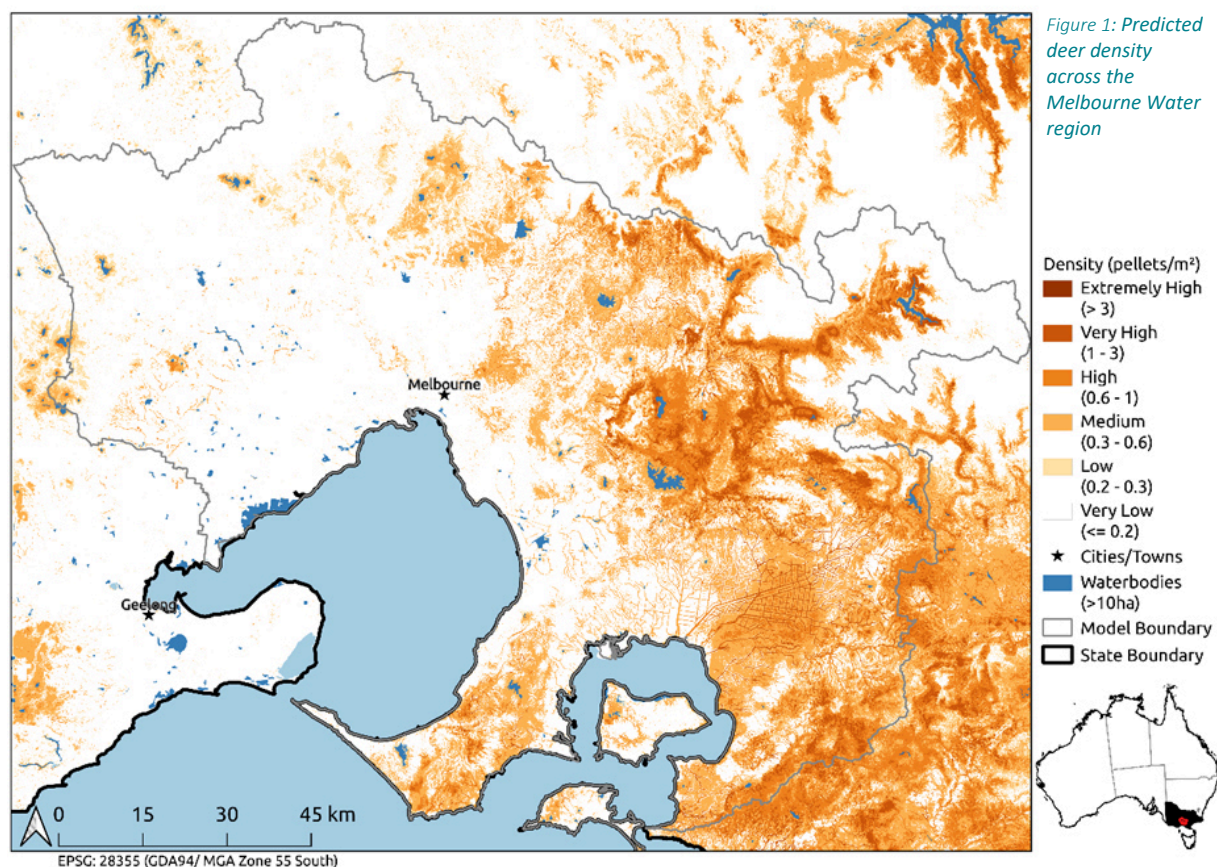 Figure 1: Predicted
deer density
across the
Melbourne Water
region
Melbourne
Geelong
0 15 30 45 km
EPSG: 28355 (GDA94/ MGA Zone 55 South)
Density (pellets/m²)
Extremely High
(> 3)
Very High
(1 - 3)
High
(0.6 - 1)
Medium
(0.3 - 0.6)
Low
(0.2 - 0.3)
Very Low
(<= 0.2)
Cities/Towns
Waterbodies
(>10ha)
Model Boundary
State Boundary